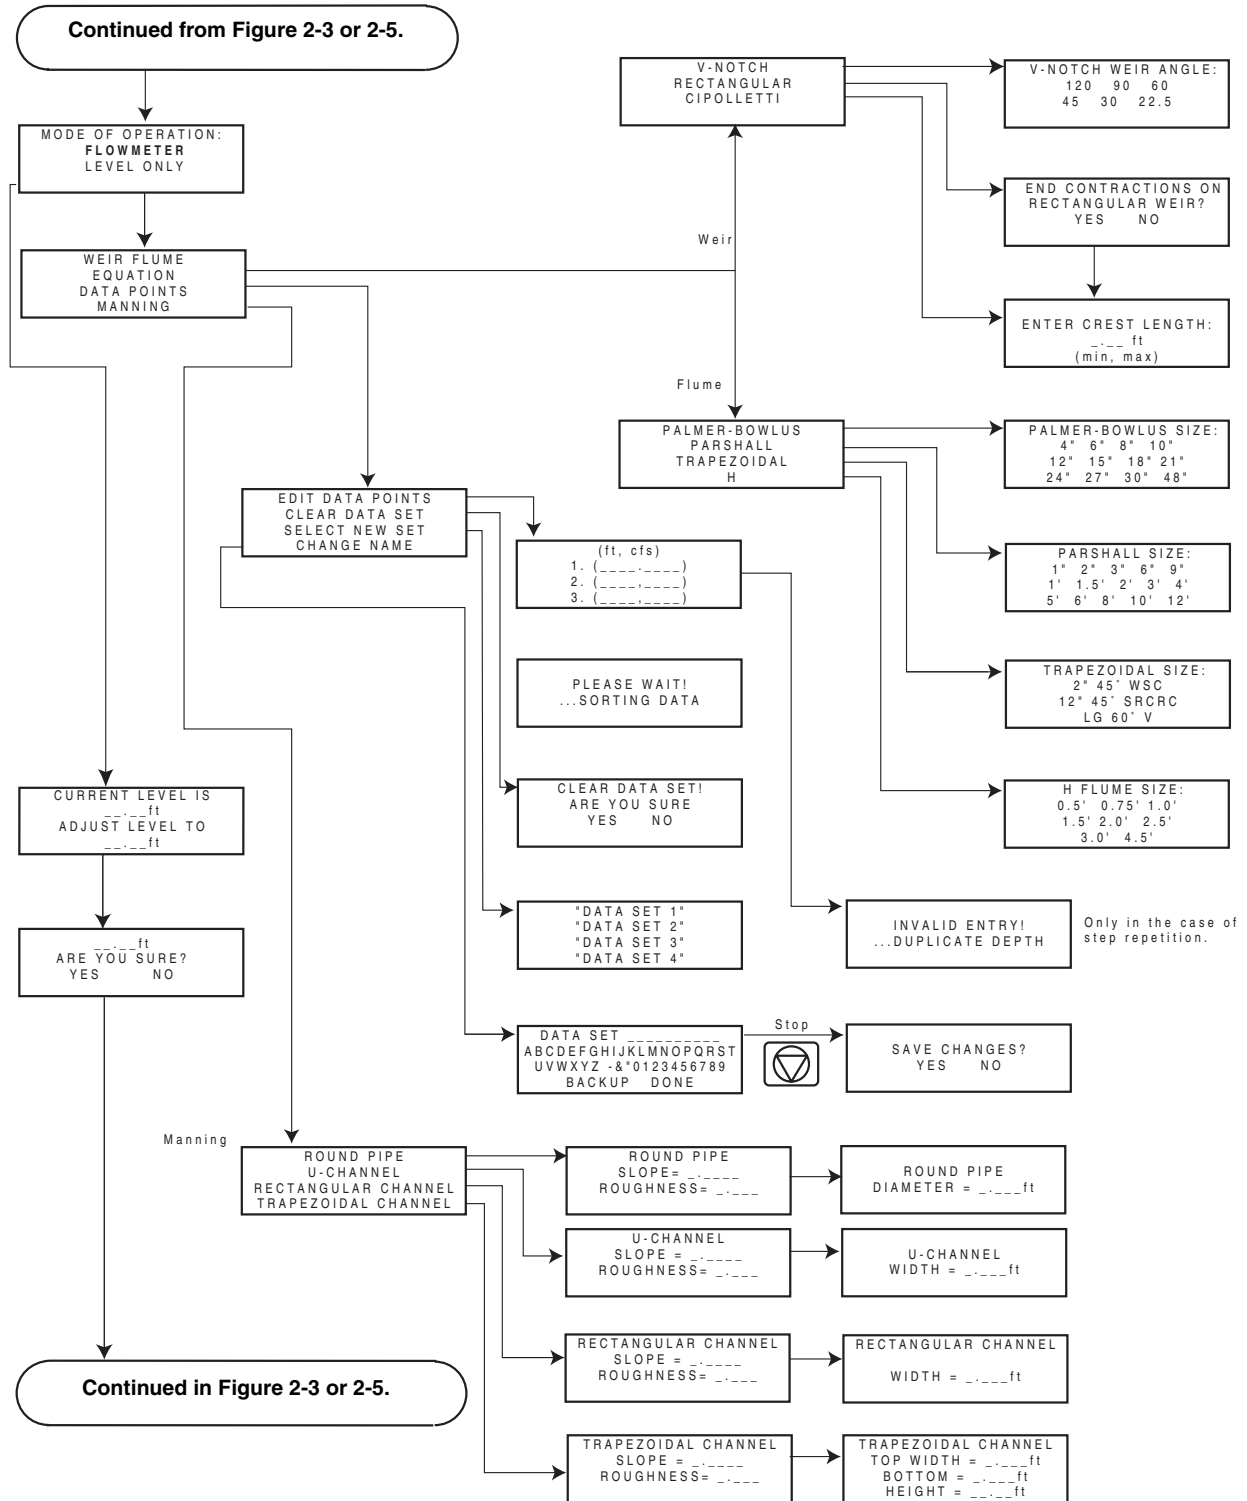 Continued from Figure 2-3 or 2-5.
MODE OF OPERATION:
FLOWMETER
LEVEL ONLY
WEIR FLUME
EQUATION
DATA POINTS
MANNING
Weir
V-NOTCH
RECTANGULAR
CIPOLLETTI
V-NOTCH WEIR ANGLE:
120 90 60
45 30 22.5
END CONTRACTIONS ON
RECTANGULAR WEIR?
YES NO
ENTER CREST LENGTH:
_.__ ft
(min, max)
Flume
PALMER-BOWLUS
PARSHALL
TRAPEZOIDAL
H
PALMER-BOWLUS SIZE:
4" 6" 8" 10"
12" 15" 18" 21"
24" 27" 30" 48"
PARSHALL SIZE:
1" 2" 3" 6" 9"
1' 1.5' 2' 3' 4'
5' 6' 8' 10' 12'
TRAPEZOIDAL SIZE:
2" 45° WSC
12" 45° SRCRC
LG 60° V
H FLUME SIZE:
0.5' 0.75' 1.0'
1.5' 2.0' 2.5'
3.0' 4.5'
EDIT DATA POINTS
CLEAR DATA SET
SELECT NEW SET
CHANGE NAME
(ft, cfs)
1. (____.____)
2. (____,____)
3. (____,____)
PLEASE WAIT!
...SORTING DATA
CLEAR DATA SET!
ARE YOU SURE
YES NO
"DATA SET 1"
"DATA SET 2"
"DATA SET 3"
"DATA SET 4"
INVALID ENTRY!
...DUPLICATE DEPTH
Only in the case of
step repetition.
DATA SET __________
ABCDEFGHIJKLMNOPQRST
UVWXYZ -&"0123456789
BACKUP DONE
Stop
SAVE CHANGES?
YES NO
CURRENT LEVEL IS
__.__ft
ADJUST LEVEL TO
__.__ft
__.__ft
ARE YOU SURE?
YES NO
Manning
ROUND PIPE
U-CHANNEL
RECTANGULAR CHANNEL
TRAPEZOIDAL CHANNEL
ROUND PIPE
SLOPE= _.____
ROUGHNESS= _.___
ROUND PIPE
DIAMETER = _.___ft
U-CHANNEL
SLOPE = _.____
ROUGHNESS= _.___
U-CHANNEL
WIDTH = _.___ft
RECTANGULAR CHANNEL
SLOPE = _.____
ROUGHNESS= _.___
RECTANGULAR CHANNEL
WIDTH = _.___ft
TRAPEZOIDAL CHANNEL
SLOPE = _.____
ROUGHNESS= _.___
TRAPEZOIDAL CHANNEL
TOP WIDTH = _.___ft
BOTTOM = _.___ft
HEIGHT = __.__ft
Continued in Figure 2-3 or 2-5.